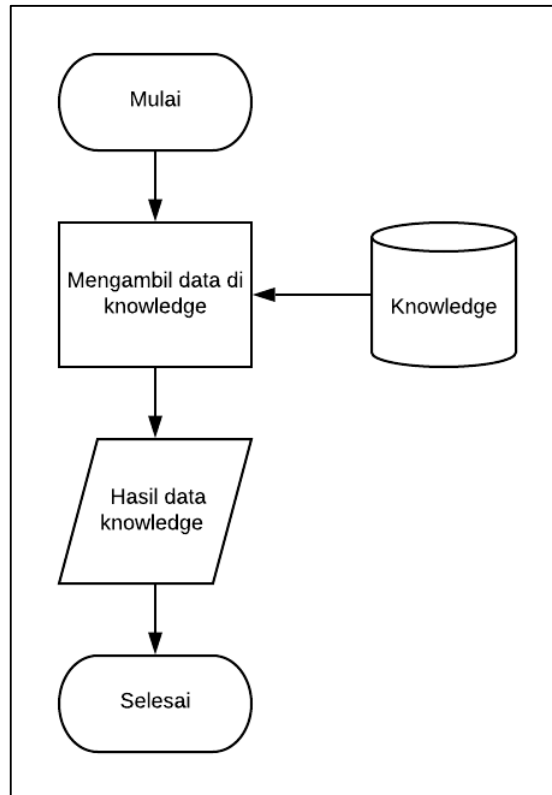 Mulai
Mengambil data di
knowledge
Knowledge
Hasil data
knowledge
Selesai